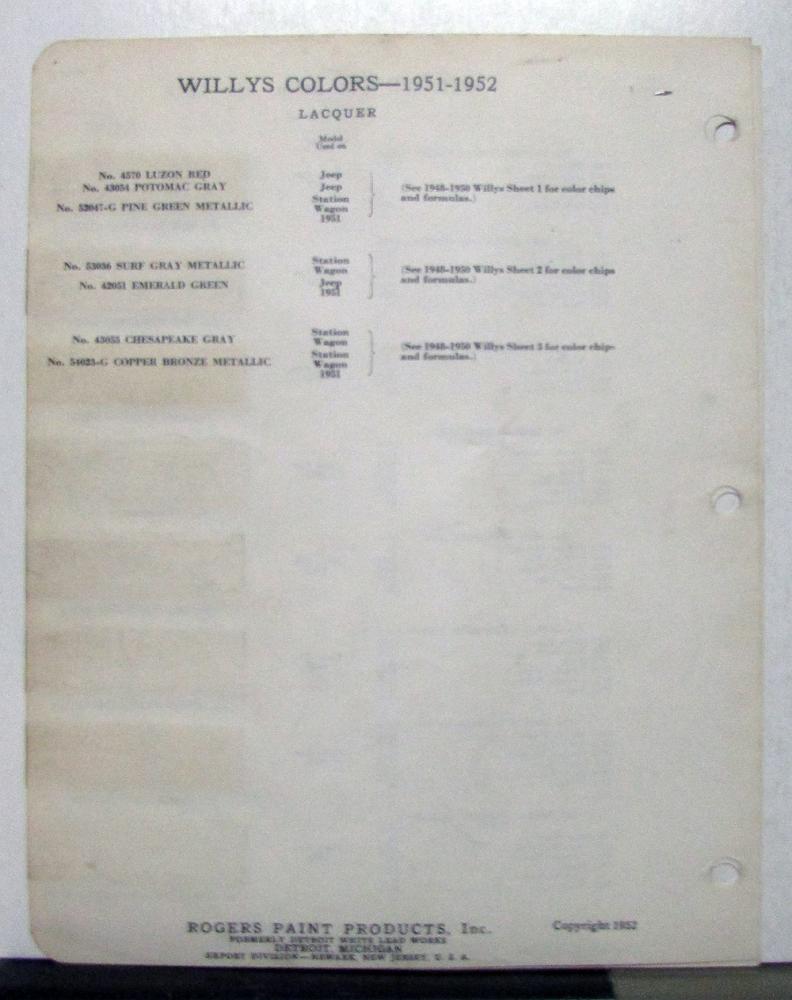 WILLYS COLORS—1951-1952
LACQUER
Model
Used on
No. 4570 LUZON RED Jeep
No. 43054 POTOMAC GRAY Jeep
No. 52047-G PINE GREEN METALLIC Station
Wagon
1951
(See 1948-1950 Willys Sheet 1 for color chips
and formulas.)
No. 53036 SURF GRAY METALLIC Station
Wagon
No. 42051 EMERALD GREEN Jeep
1951
(See 1948-1950 Willys Sheet 2 for color chips
and formulas.)
No. 43055 CHESAPEAKE GRAY Station
Wagon
No. 54023-G COPPER BRONZE METALLIC Station
Wagon
1951
(See 1948-1950 Willys Sheet 3 for color chips
and formulas.)
ROGERS PAINT PRODUCTS, Inc.
FORMERLY DETROIT WHITE LEAD WORKS
DETROIT, MICHIGAN
EXPORT DIVISION—NEWARK, NEW JERSEY, U. S. A.
Copyright 1952